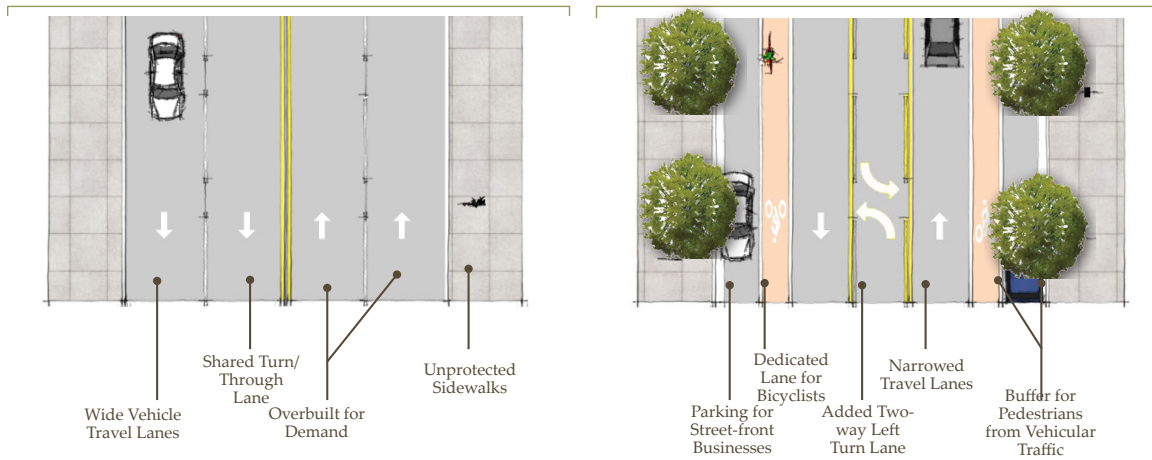 Wide Vehicle
Travel Lanes
Shared Turn/
Through
Lane
Overbuilt for
Demand
Unprotected
Sidewalks
Parking for
Street-front
Businesses
Dedicated
Lane for
Bicyclists
Added Two-
way Left
Turn Lane
Narrowed
Travel Lanes
Buffer for
Pedestrians
from Vehicular
Traffic